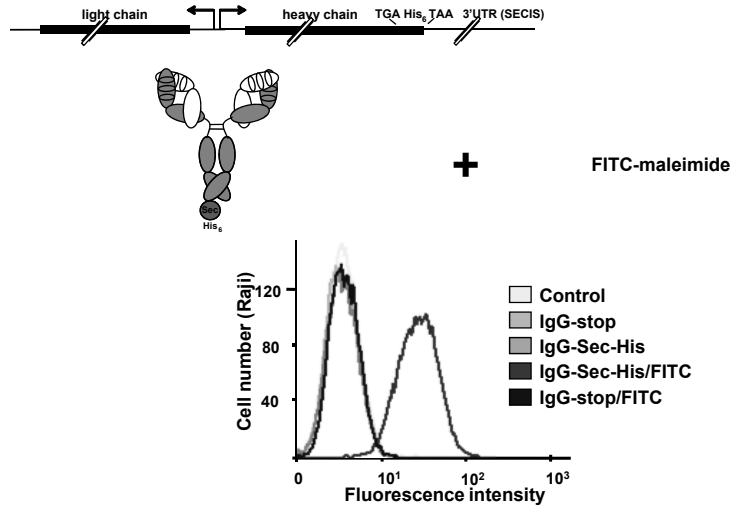 light chain heavy chain TGA His6 TAA 3'UTR (SECIS)
Sec
His6
+ FITC-maleimide
Cell number (Raji)
120
80
40
0 10¹ 10² 10³
Fluorescence intensity
Control
IgG-stop
IgG-Sec-His
IgG-Sec-His/FITC
IgG-stop/FITC